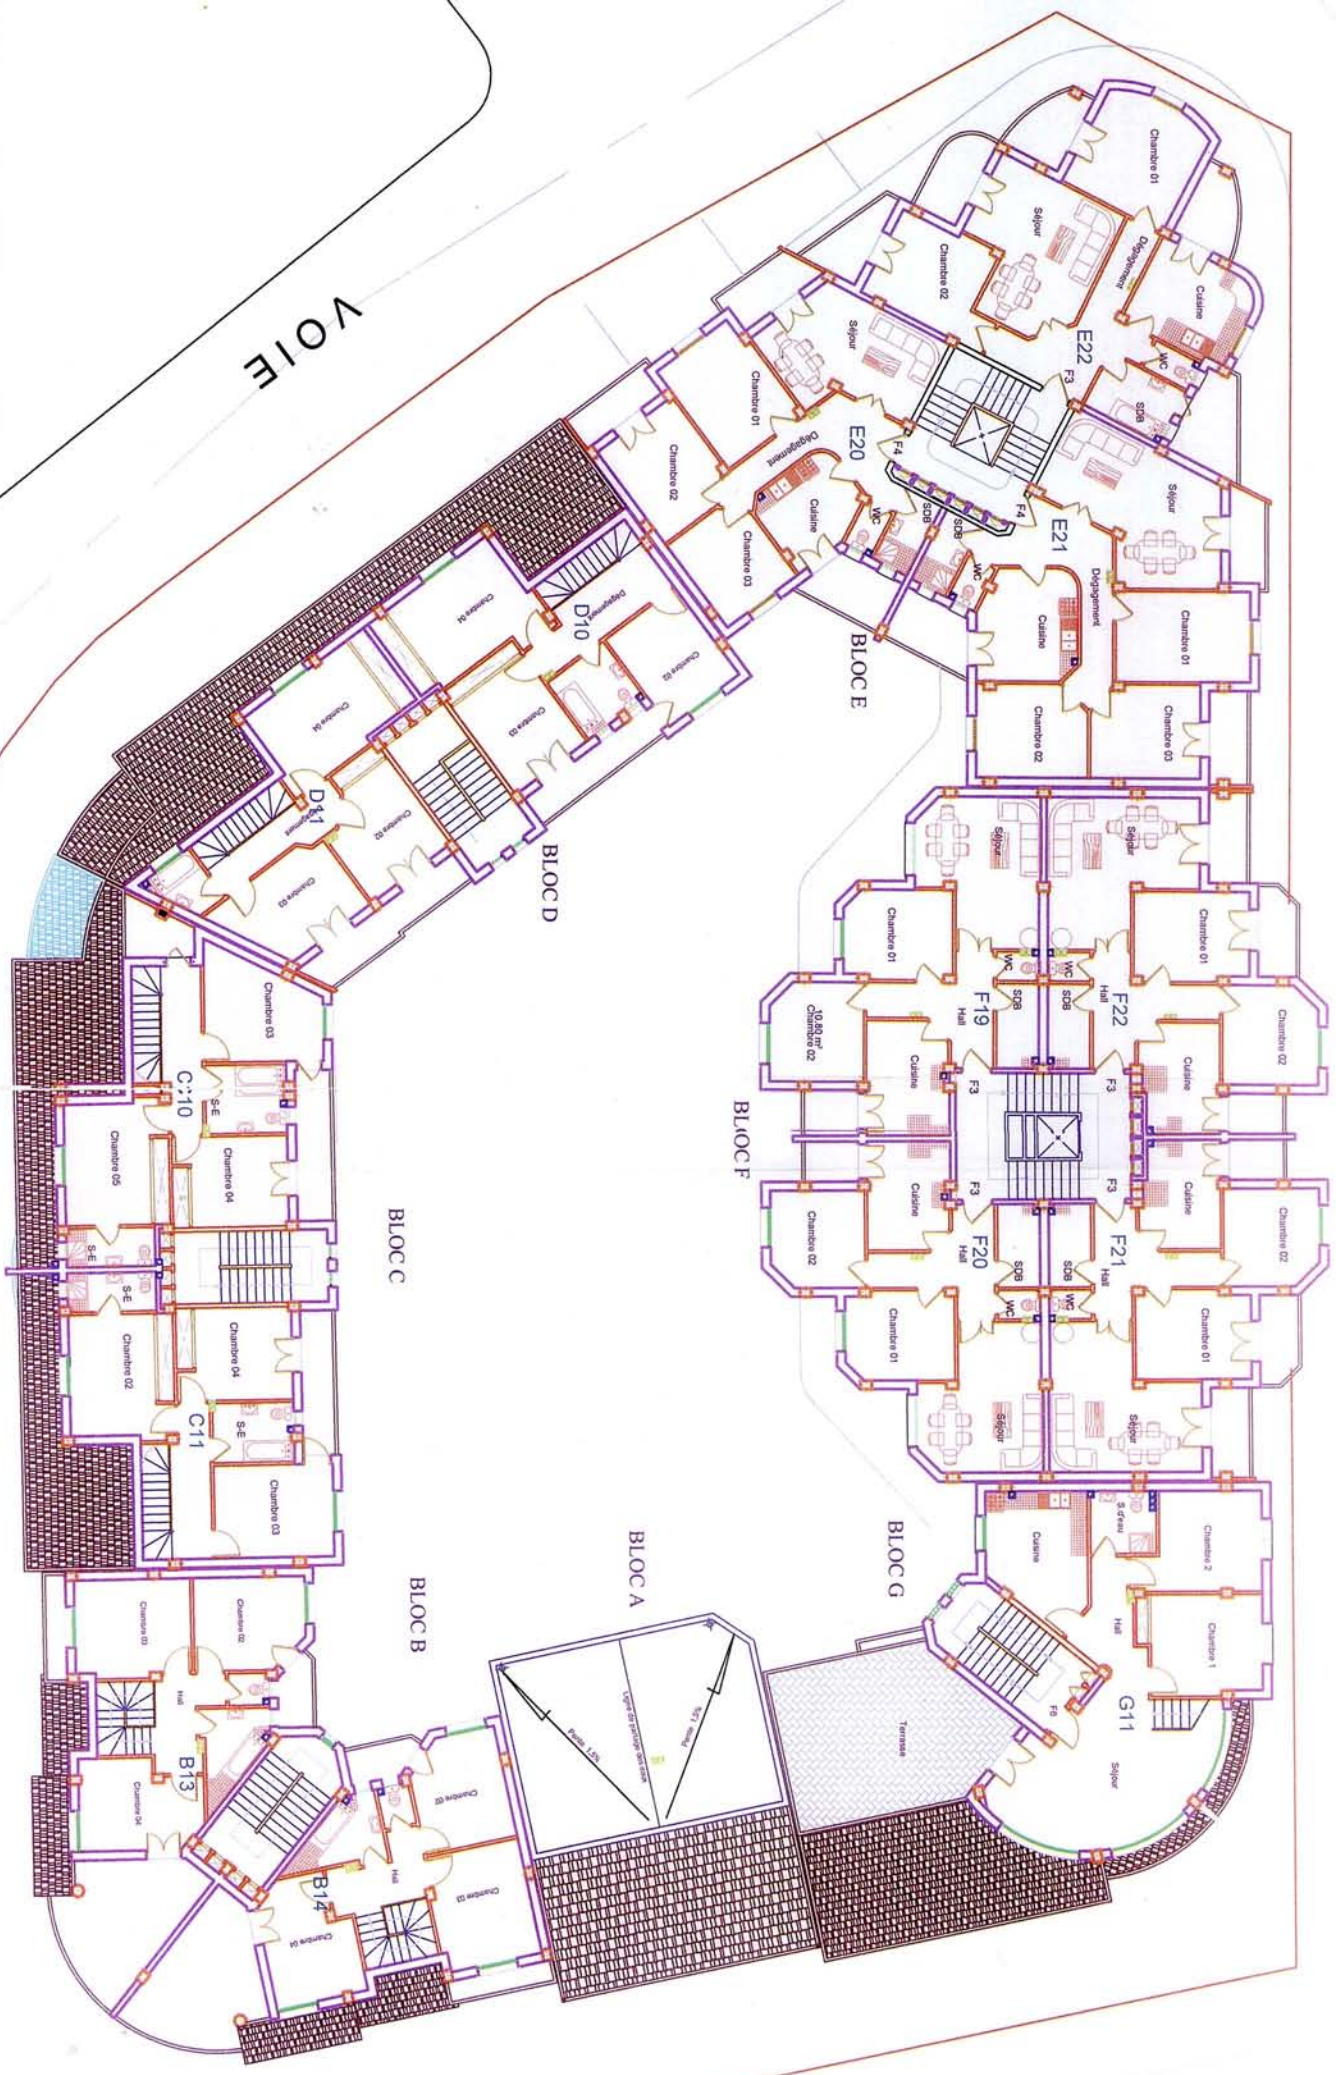 VOIE
Chambre 01
Séjour
Chambre 02
Dégagement
Cuisine
E22
F3
WC
SDB
Séjour
Chambre 01
Chambre 02
Dégagement
E20
F4
Cuisine
WC
SDB
Chambre 03
SDB
F4
E21
WC
Séjour
Dégagement
Cuisine
Chambre 01
Chambre 02
Chambre 03
BLOC E
Chambre 04
Dégagement
D10
Chambre 02
Chambre 03
Chambre 04
D11
Dégagement
Chambre 02
Chambre 03
BLOC D
Séjour
Séjour
Chambre 01
Chambre 01
WC
WC
SDB
SDB
F19
Hall
F22
Hall
10.80 m²
Chambre 02
Chambre 02
Cuisine
Cuisine
F3
F3
BLOC F
F3
F3
Cuisine
Cuisine
Chambre 02
Chambre 02
F20
Hall
F21
Hall
SDB
SDB
WC
WC
Chambre 01
Chambre 01
Séjour
Séjour
Chambre 03
C10
S-E
Chambre 05
Chambre 04
S-E
S-E
BLOC C
Chambre 02
Chambre 04
C11
S-E
Chambre 03
BLOC B
Chambre 03
Chambre 02
Hall
B13
Chambre 04
Chambre 02
Hall
B14
Chambre 03
Chambre 04
BLOC A
Pente 1,5%
Ligne de partage des eaux
Pente 1,5%
BLOC G
Cuisine
S.d'eau
Chambre 2
Hall
Chambre 1
G11
F6
Séjour
Terrasse